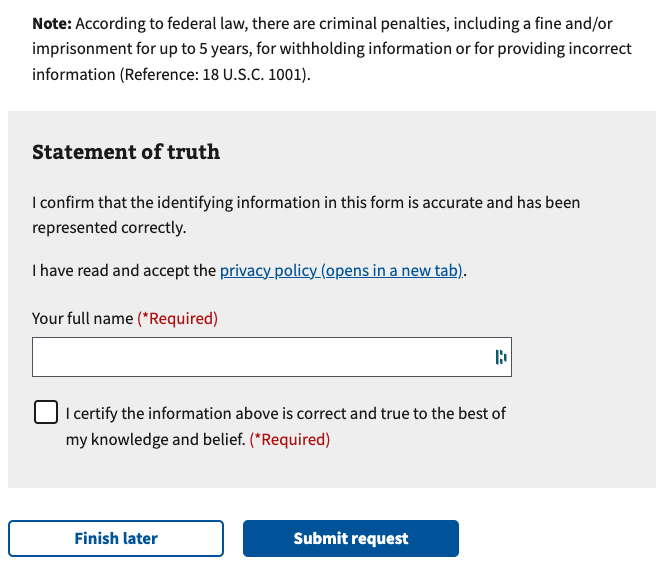 Note: According to federal law, there are criminal penalties, including a fine and/or
imprisonment for up to 5 years, for withholding information or for providing incorrect
information (Reference: 18 U.S.C. 1001).
Statement of truth
I confirm that the identifying information in this form is accurate and has been
represented correctly.
I have read and accept the privacy policy (opens in a new tab).
Your full name (*Required)
I certify the information above is correct and true to the best of
my knowledge and belief. (*Required)
Finish later
Submit request